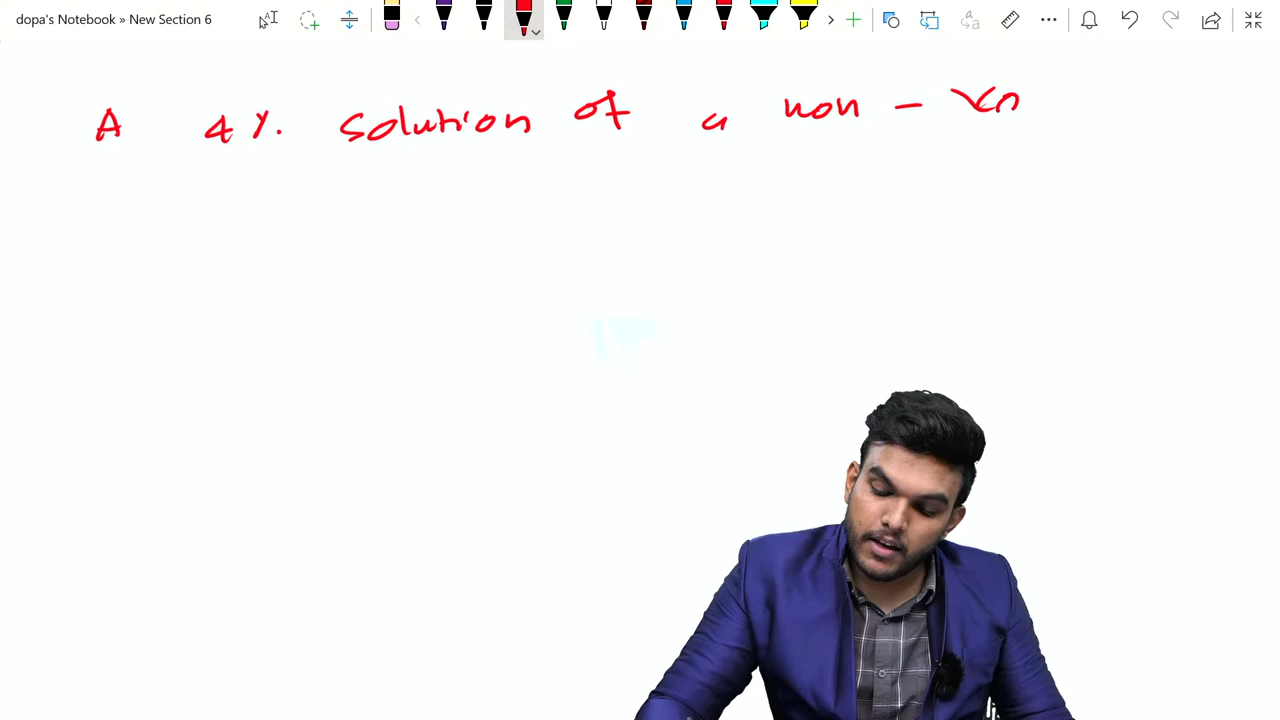 dopa's Notebook » New Section 6
A 4%. solution of a non -